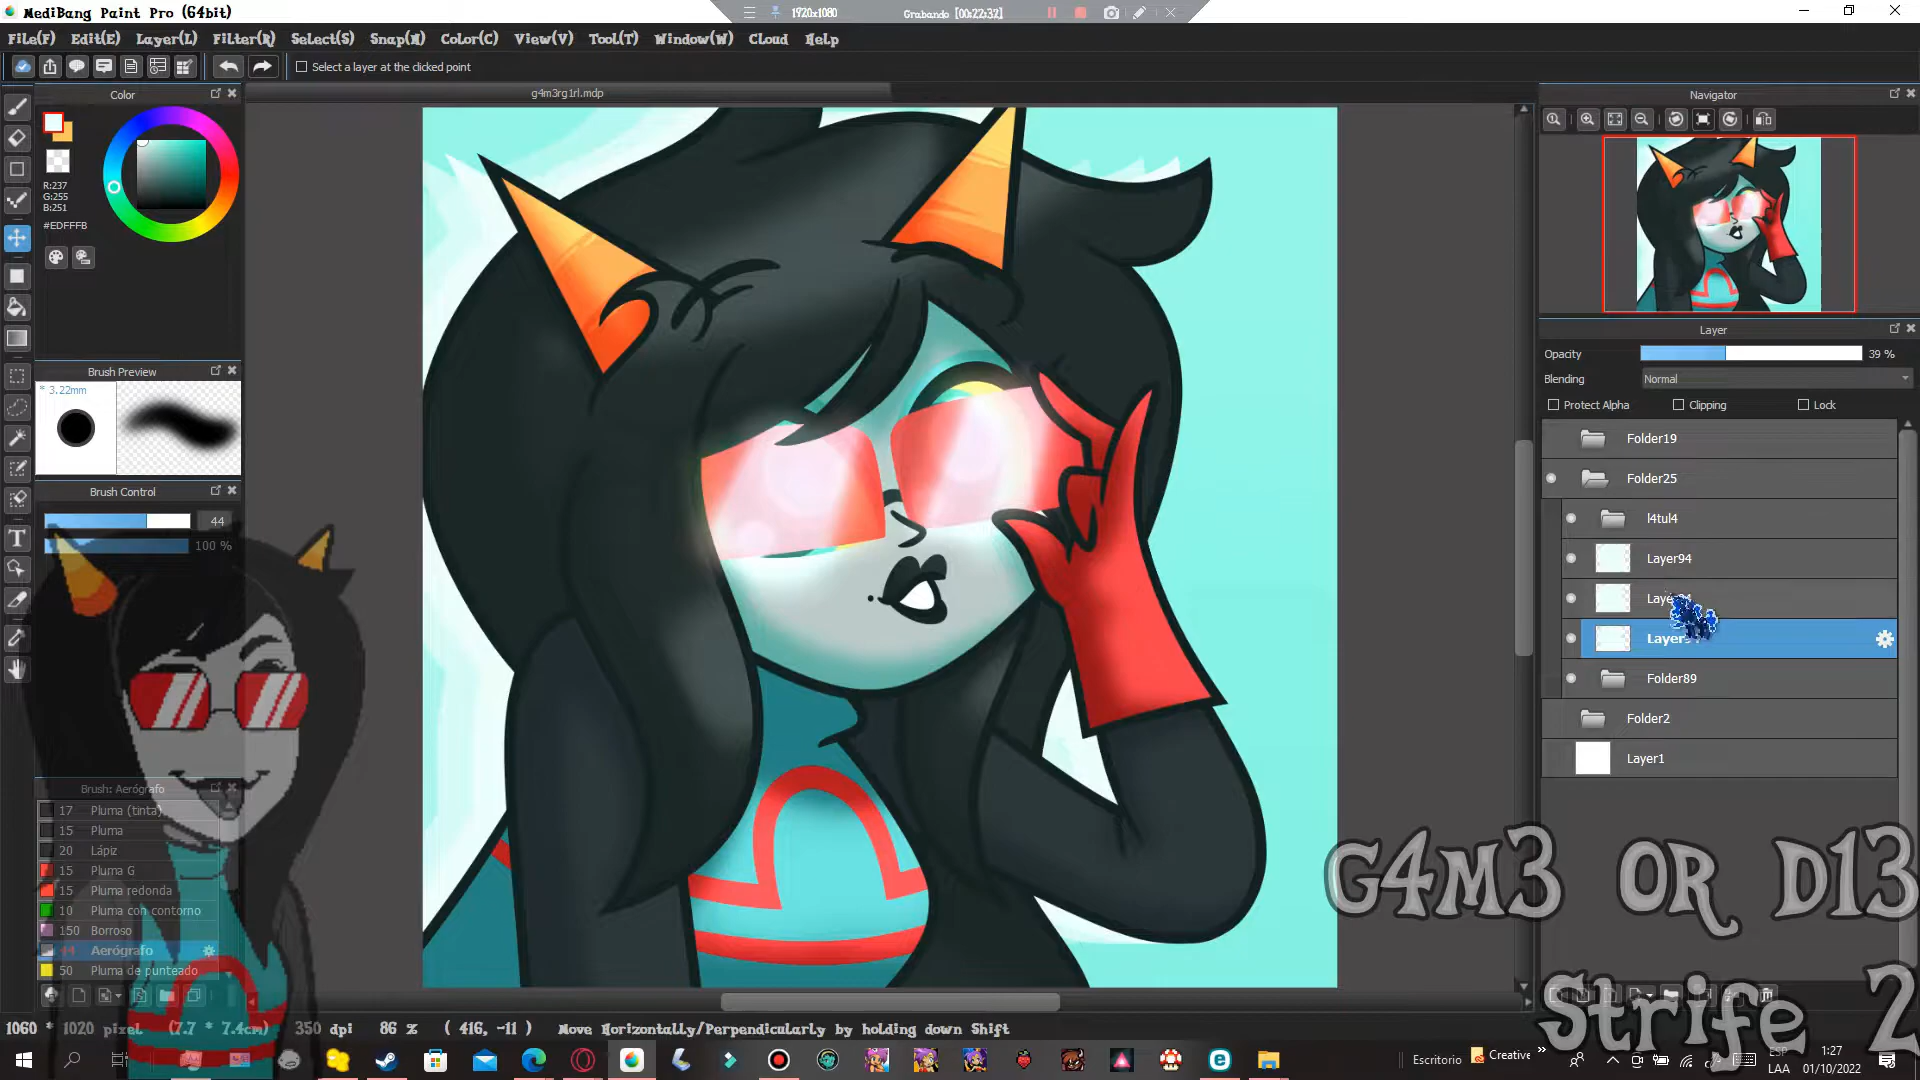 MediBang Paint Pro (64bit)
1920x1080
Grabando [00:22:37]
File(F) Edit(E) Layer(L) Filter(R) Select(S) Snap(N) Color(C) View(V) Tool(T) Window(W) Cloud Help
Select a layer at the clicked point
Color
g4m3rg1rl.mdp
Navigator
R:237
G:255
B:251
#EDFFFB
Layer
Opacity 39 %
Blending Normal
Protect Alpha Clipping Lock
Brush Preview
* 3.22mm
Brush Control
44
100 %
Folder19
Folder25
l4tul4
Layer94
Folder89
Folder2
Layer1
Brush: Aerógrafo
17 Pluma (tinta)
15 Pluma
20 Lápiz
15 Pluma G
15 Pluma redonda
10 Pluma con contorno
150 Borroso
44 Aerógrafo
50 Pluma de punteado
G4M3 OR D13
Strife 2
1060 * 1020 pixel (7.7 * 7.4cm) 350 dpi 86 % ( 416, -11 ) Move Horizontally/Perpendicularly by holding down Shift
Escritorio
Creative
ESP
LAA
1:27
01/10/2022